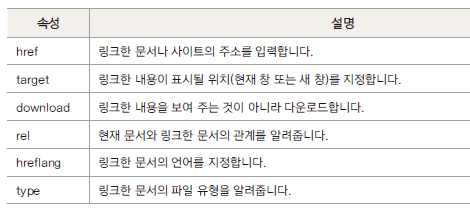 속성 설명
href 링크한 문서나 사이트의 주소를 입력합니다.
target 링크한 내용이 표시될 위치(현재 창 또는 새 창)를 지정합니다.
download 링크한 내용을 보여 주는 것이 아니라 다운로드합니다.
rel 현재 문서와 링크한 문서의 관계를 알려줍니다.
hreflang 링크한 문서의 언어를 지정합니다.
type 링크한 문서의 파일 유형을 알려줍니다.